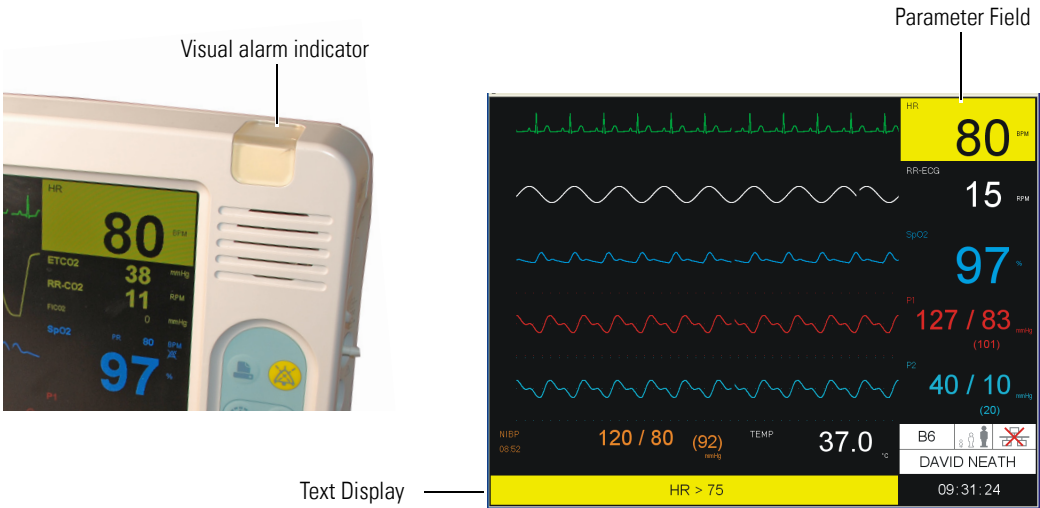 Parameter Field
Visual alarm indicator
HR
80 BPM
ETCO2 38 mmHg
RR-CO2 11 RPM
FICO2 0 mmHg
SpO2 PR 80 BPM
97 %
P1
HR
80 BPM
RR-ECG
15 RPM
SpO2
97 %
P1
127 / 83 mmHg
(101)
P2
40 / 10 mmHg
(20)
NIBP 120 / 80 (92) TEMP 37.0 °C
08:52 mmHg
B6
DAVID NEATH
Text Display
HR > 75
09:31:24